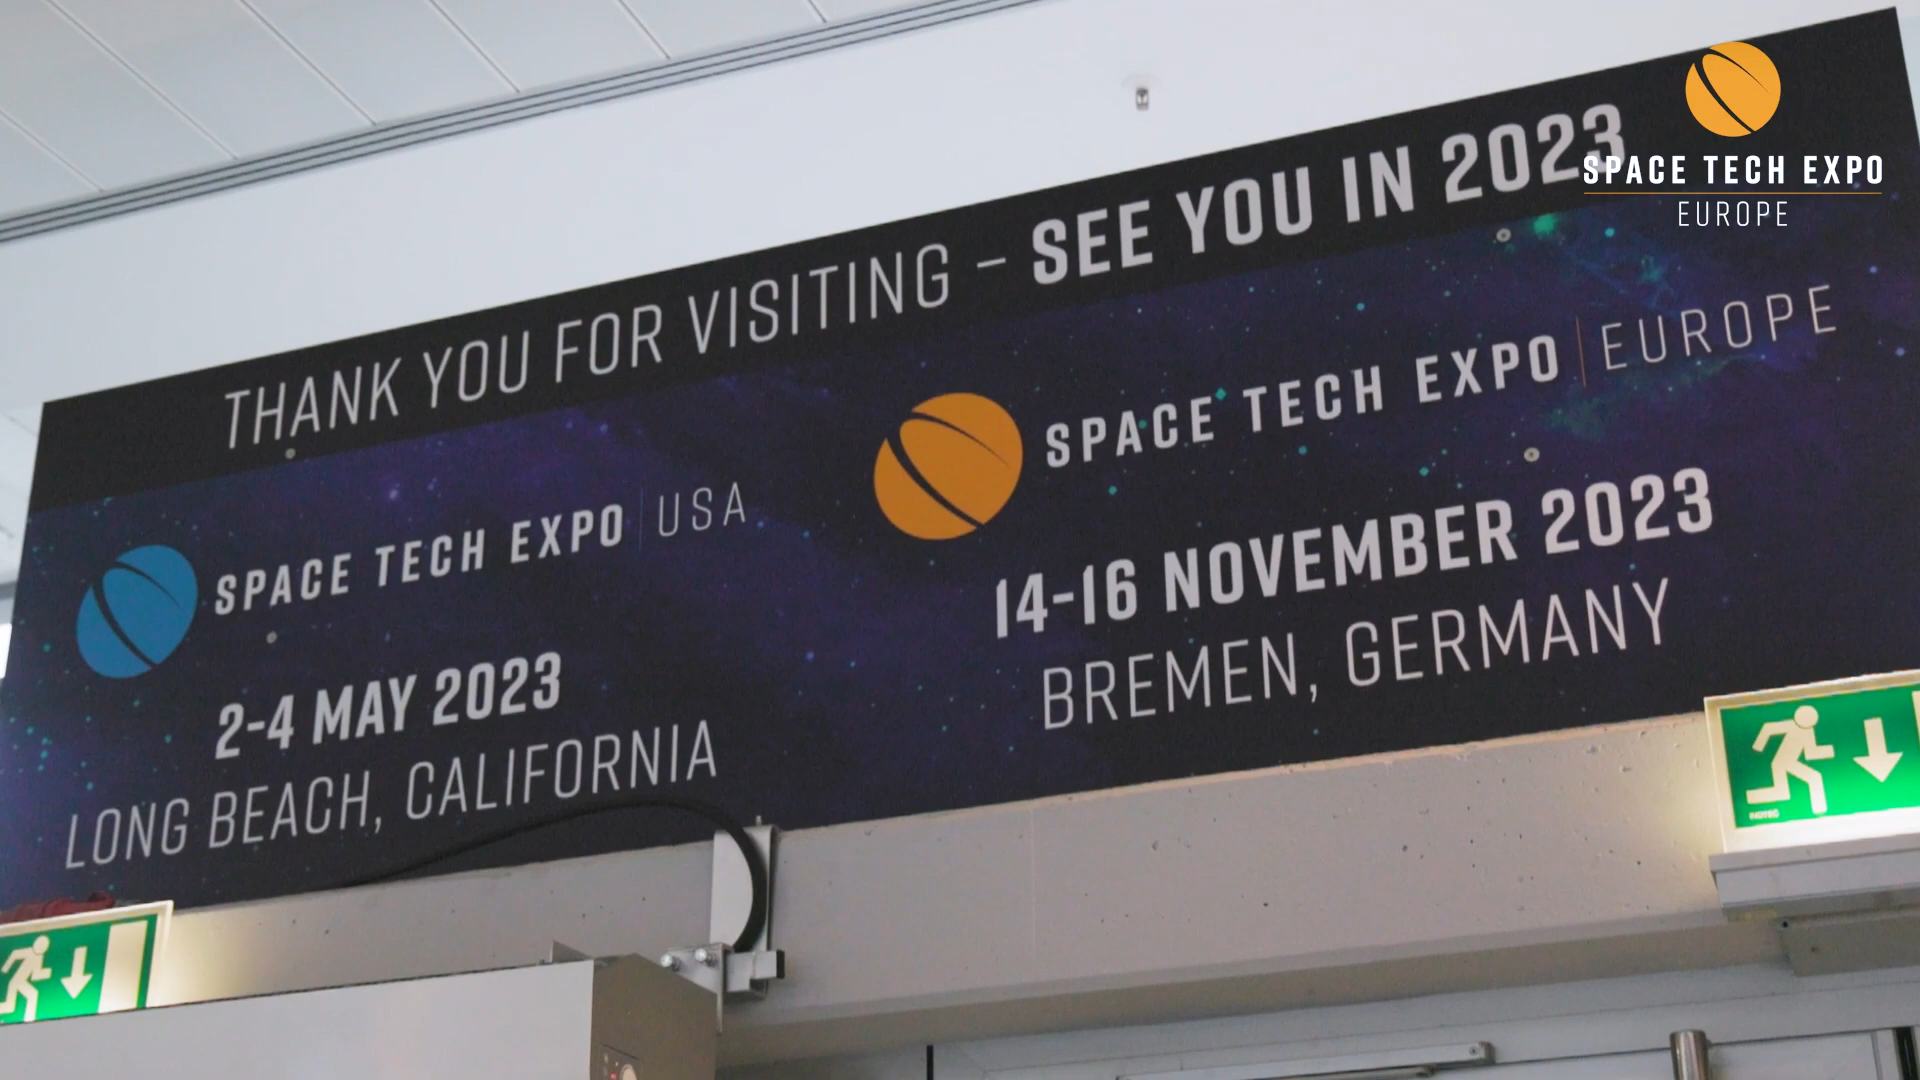 SPACE TECH EXPO
EUROPE
THANK YOU FOR VISITING – SEE YOU IN 2023
SPACE TECH EXPO | USA
2-4 MAY 2023
LONG BEACH, CALIFORNIA
SPACE TECH EXPO | EUROPE
14-16 NOVEMBER 2023
BREMEN, GERMANY